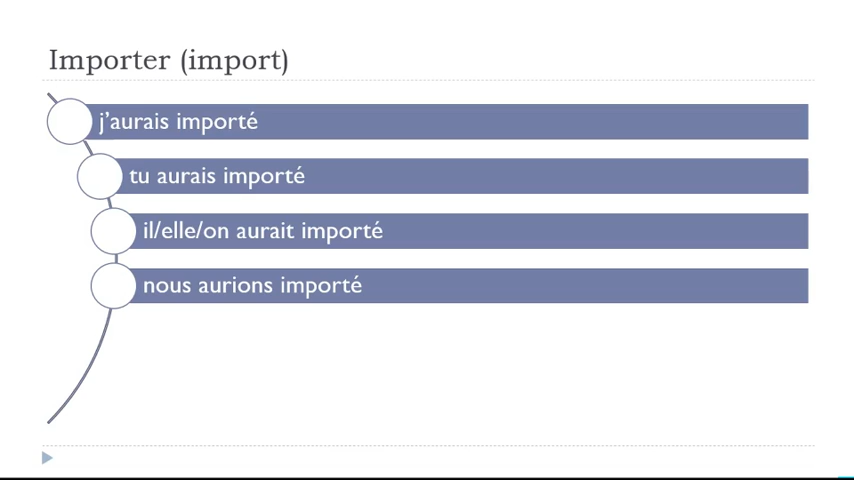 Importer (import)
j’aurais importé
tu aurais importé
il/elle/on aurait importé
nous aurions importé